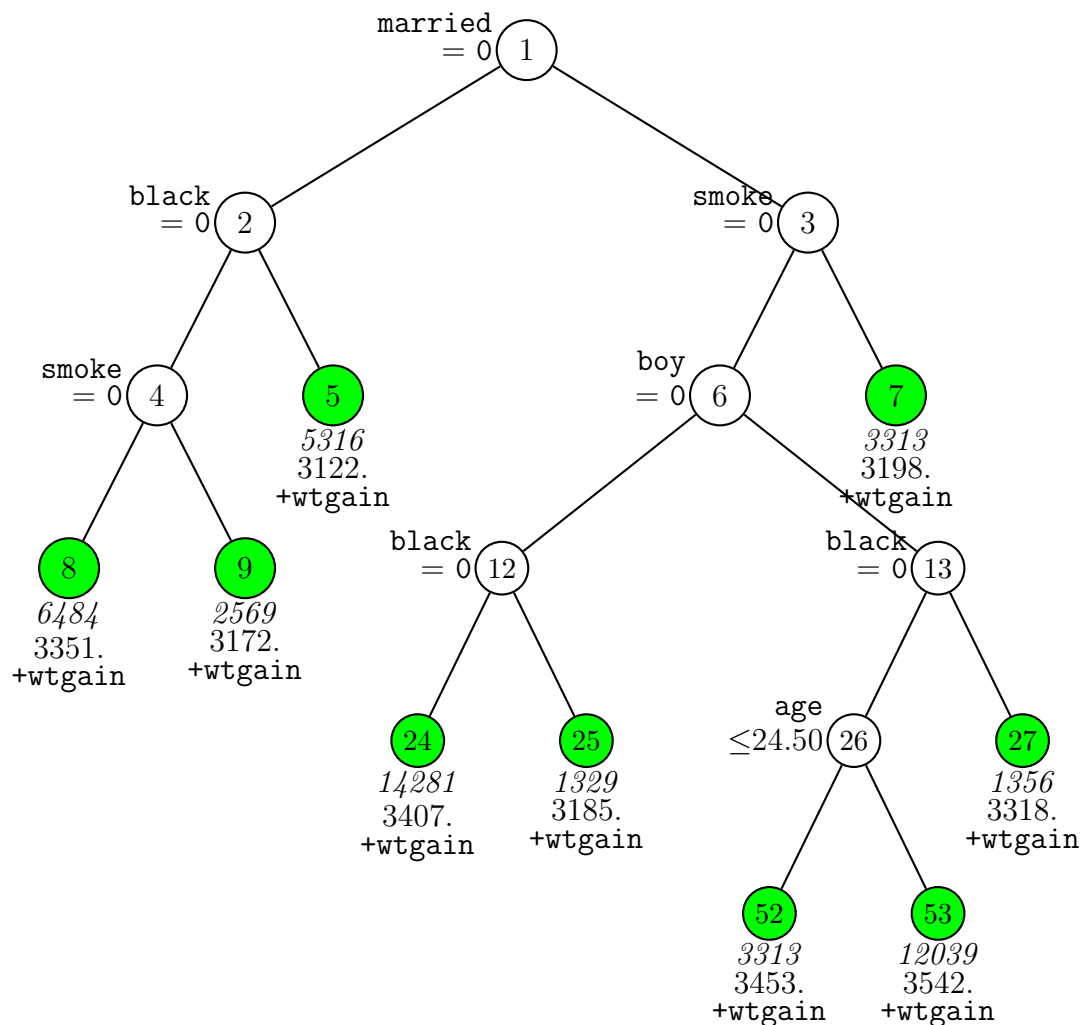 married
= 0
1
black
= 0
2
smoke
= 0
3
smoke
= 0
4
5
5316
3122.
+wtgain
boy
= 0
6
7
3313
3198.
+wtgain
8
6484
3351.
+wtgain
9
2569
3172.
+wtgain
black
= 0
12
black
= 0
13
24
14281
3407.
+wtgain
25
1329
3185.
+wtgain
age
≤24.50
26
27
1356
3318.
+wtgain
52
3313
3453.
+wtgain
53
12039
3542.
+wtgain